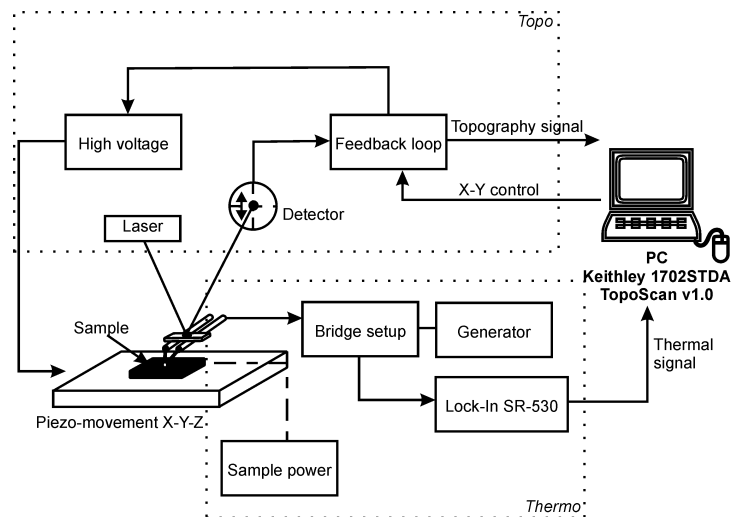 Topo
High voltage
Feedback loop
Topography signal
X-Y control
Detector
Laser
PC
Keithley 1702STDA
TopoScan v1.0
Sample
Bridge setup
Generator
Thermal
signal
Lock-In SR-530
Piezo-movement X-Y-Z
Sample power
Thermo